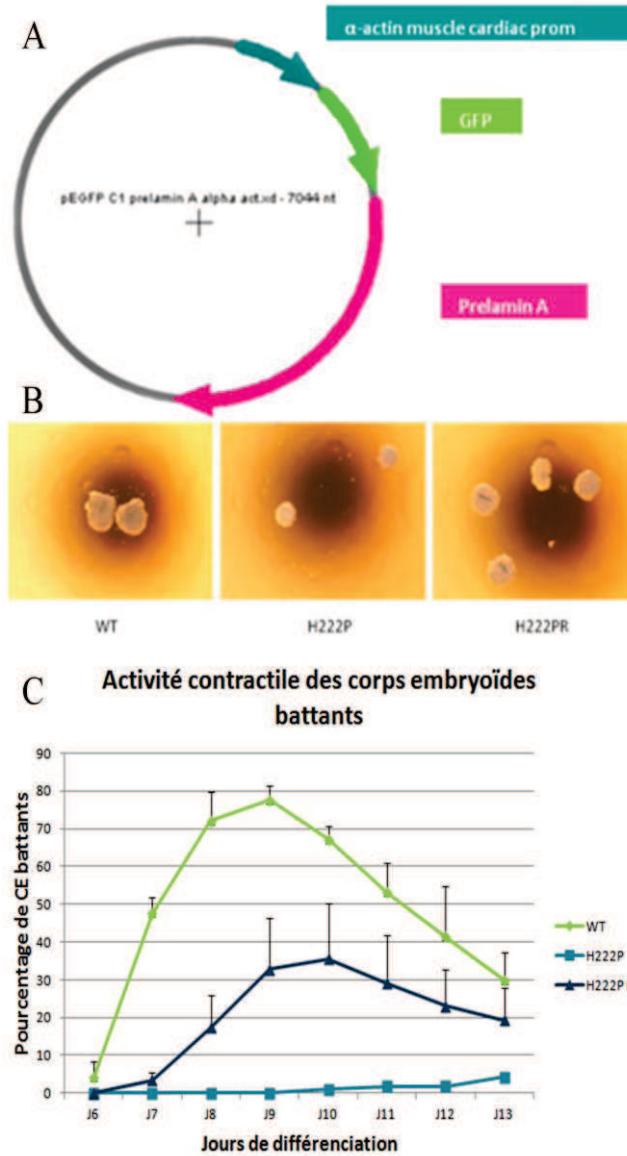 A
α-actin muscle cardiac prom
GFP
pEGFP C1 prelamin A alpha act.xd - 7044 nt
Prelamin A
B
WT
H222P
H222PR
C
Activité contractile des corps embryoïdes
battants
Pourcentage de CE battants
90
80
70
60
50
40
30
20
10
0
J6
J7
J8
J9
J10
J11
J12
J13
Jours de différenciation
WT
H222P
H222P